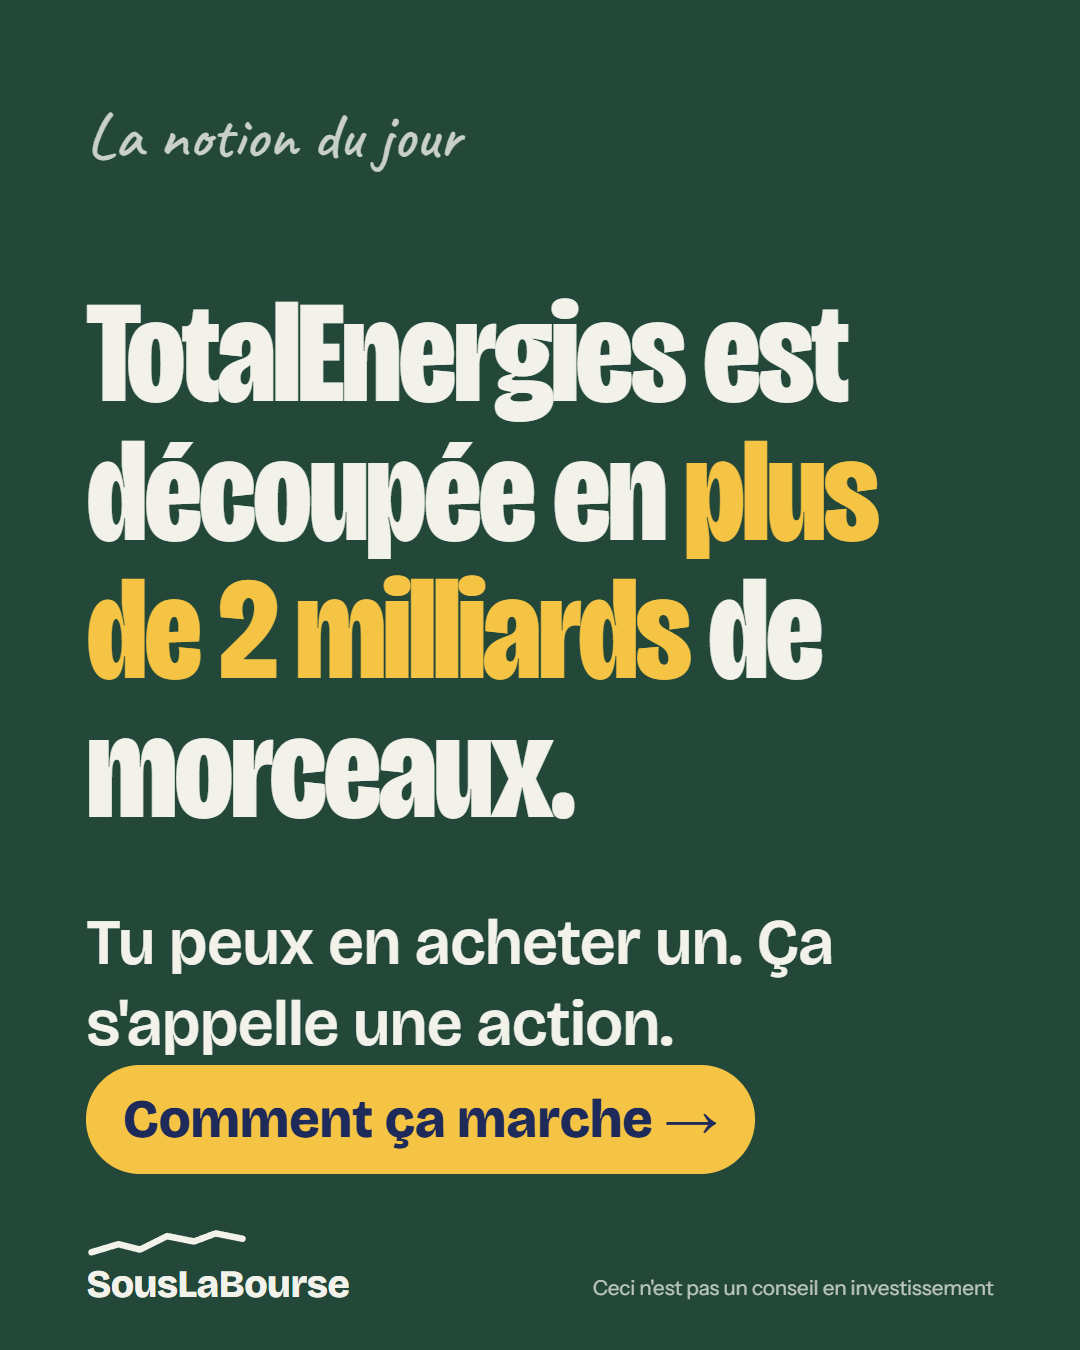 La notion du jour
TotalEnergies est
découpée en plus
de 2 milliards de
morceaux.
Tu peux en acheter un. Ça
s'appelle une action.
Comment ça marche →
SousLaBourse
Ceci n'est pas un conseil en investissement